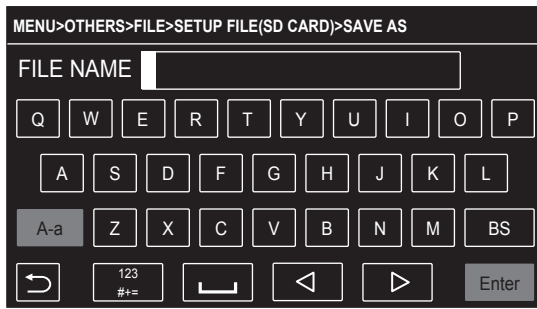 MENU>OTHERS>FILE>SETUP FILE(SD CARD)>SAVE AS
FILE NAME
Q W E R T Y U I O P
A S D F G H J K L
A-a Z X C V B N M BS
123
#+=
Enter